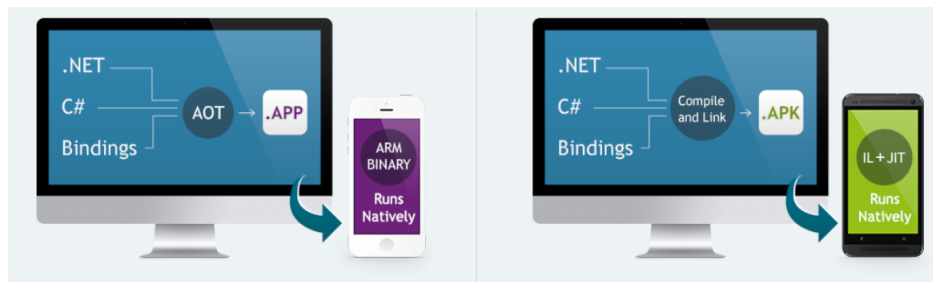 .NET
C#
Bindings
AOT
.APP
ARM
BINARY
Runs
Natively
.NET
C#
Bindings
Compile
and Link
.APK
IL+JIT
Runs
Natively